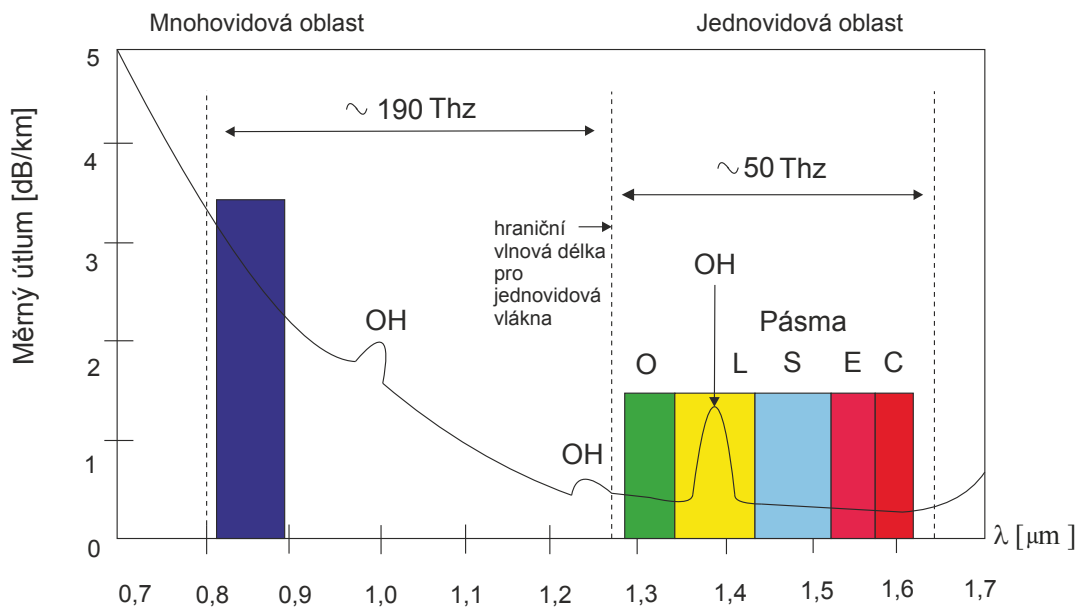 Mnohovidová oblast
Jednovidová oblast
Měrný útlum [dB/km]
5
4
3
2
1
0
~ 190 Thz
~ 50 Thz
hraniční
vlnová délka
pro
jednovidová
vlákna
OH
OH
OH
Pásma
O L S E C
λ [μm]
0,7 0,8 0,9 1,0 1,1 1,2 1,3 1,4 1,5 1,6 1,7